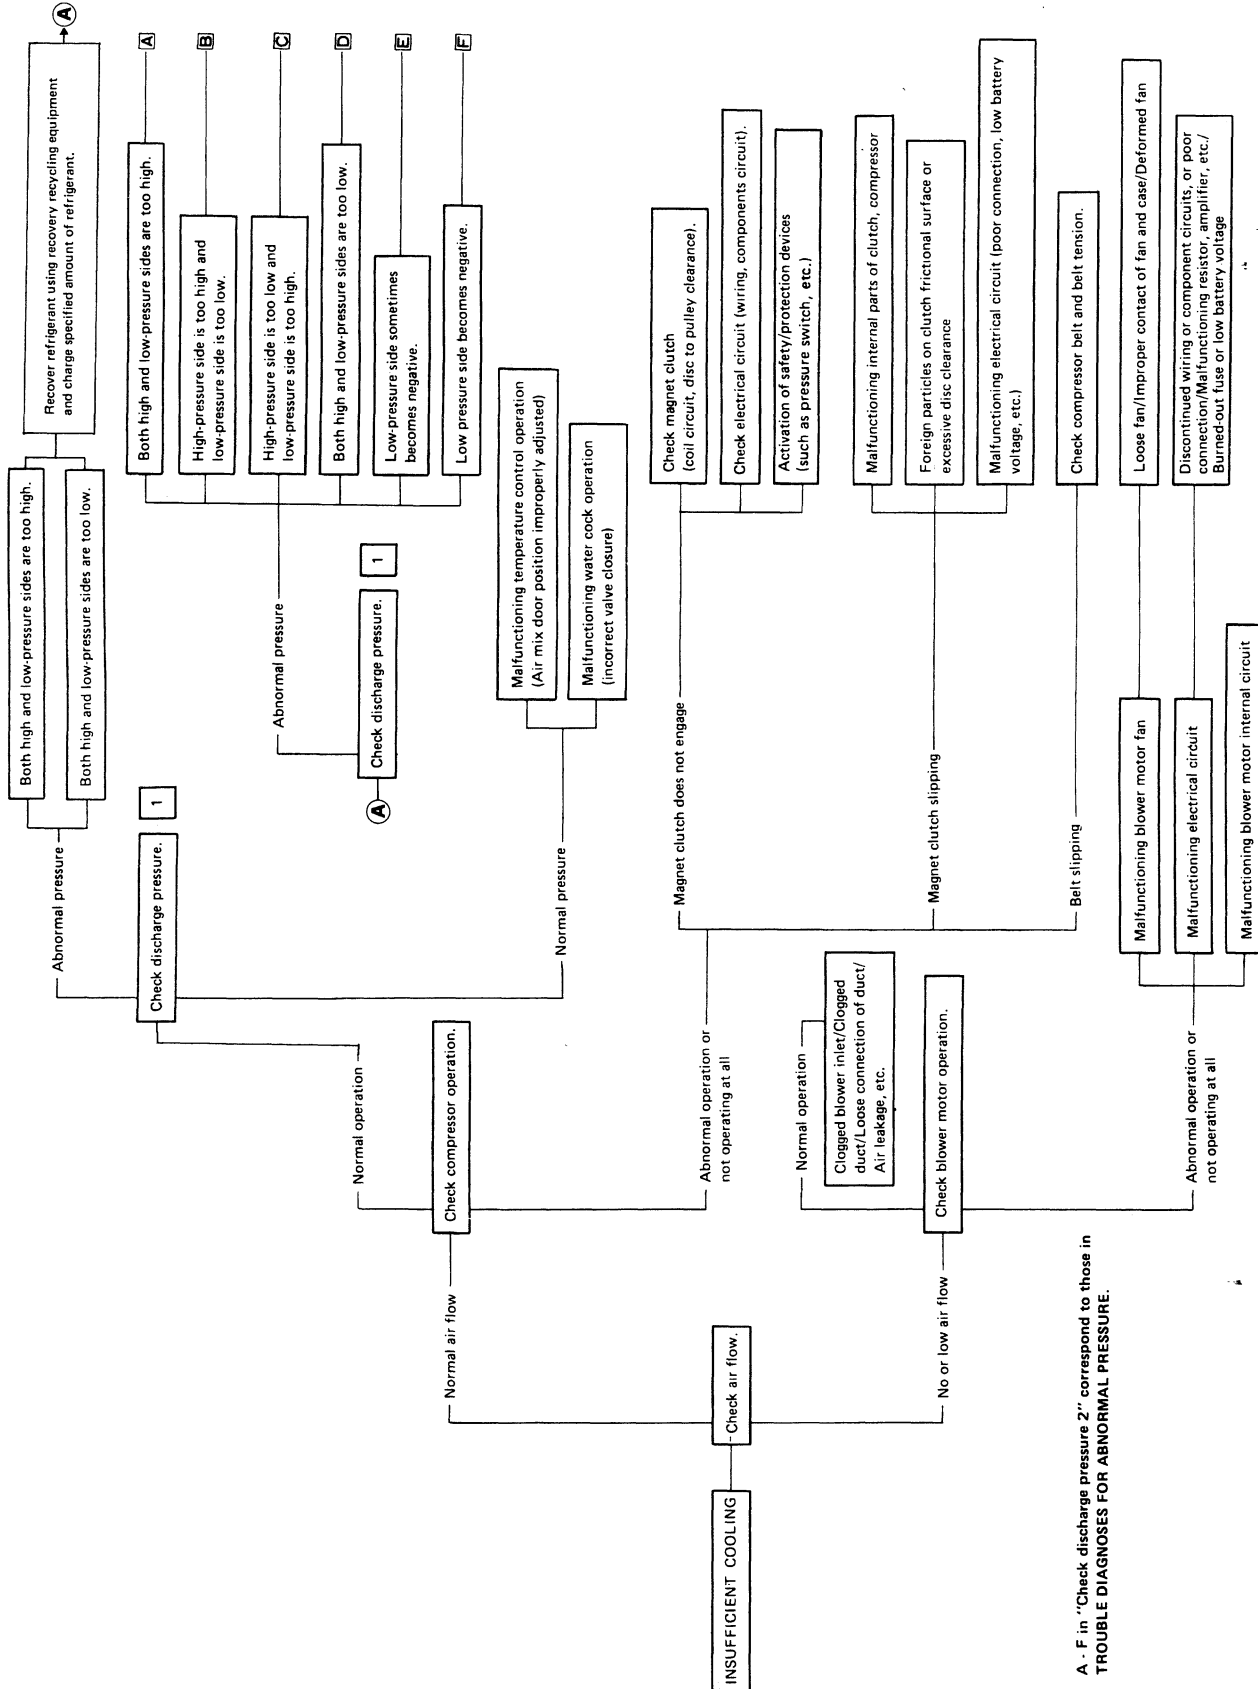 INSUFFICIENT COOLING
Check air flow.
Normal air flow
Check compressor operation.
Normal operation
Check discharge pressure.
1
Abnormal pressure
Both high and low-pressure sides are too high.
Both high and low-pressure sides are too low.
Recover refrigerant using recovery recycling equipment
and charge specified amount of refrigerant.
A
A
Check discharge pressure.
1
Abnormal pressure
Both high and low-pressure sides are too high.
A
High-pressure side is too high and
low-pressure side is too low.
B
High-pressure side is too low and
low-pressure side is too high.
C
Both high and low-pressure sides are too low.
D
Low-pressure side sometimes
becomes negative.
E
Low pressure side becomes negative.
F
Normal pressure
Malfunctioning temperature control operation
(Air mix door position improperly adjusted)
Malfunctioning water cock operation
(incorrect valve closure)
Abnormal operation or
not operating at all
Magnet clutch does not engage
Check magnet clutch
(coil circuit, disc to pulley clearance).
Check electrical circuit (wiring, components circuit).
Activation of safety/protection devices
(such as pressure switch, etc.)
Magnet clutch slipping
Malfunctioning internal parts of clutch, compressor
Foreign particles on clutch frictional surface or
excessive disc clearance
Malfunctioning electrical circuit (poor connection, low battery
voltage, etc.)
Belt slipping
Check compressor belt and belt tension.
No or low air flow
Check blower motor operation.
Normal operation
Clogged blower inlet/Clogged
duct/Loose connection of duct/
Air leakage, etc.
Abnormal operation or
not operating at all
Malfunctioning blower motor fan
Loose fan/Improper contact of fan and case/Deformed fan
Malfunctioning electrical circuit
Discontinued wiring or component circuits, or poor
connection/Malfunctioning resistor, amplifier, etc./
Burned-out fuse or low battery voltage
Malfunctioning blower motor internal circuit
A - F in "Check discharge pressure 2" correspond to those in
TROUBLE DIAGNOSES FOR ABNORMAL PRESSURE.